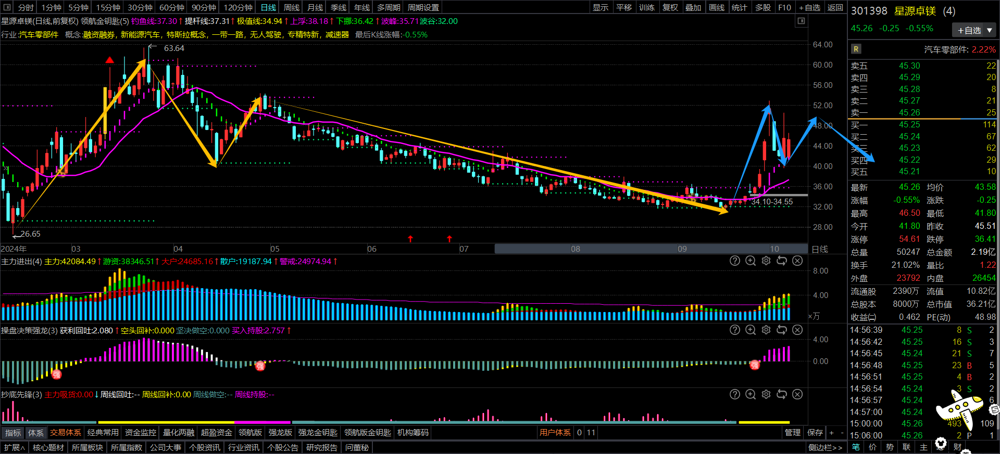 分时 1分钟 5分钟 15分钟 30分钟 60分钟 90分钟 120分钟 日线 周线 月线 季线 年线 多周期 周期设置 显示 平移 训练 复权 叠加 画线 统计 多股 F10 +自选 返回
星源卓镁(日线,前复权) 领航金钥匙(5) 钓鱼线:37.30↑ 提杆线:37.31↑ 极值线:34.94↑ 上浮:38.18↑ 下挪:36.42↑ 波峰:35.71 波谷:32.00
行业:汽车零部件 概念:融资融券，新能源汽车，特斯拉概念，一带一路，无人驾驶，专精特新，减速器 最后K线涨幅:-0.55%
63.64
26.65
34.10-34.55
64.00
60.00
56.00
52.00
48.00
44.00
40.00
36.00
32.00
28.00
2024年 03 04 05 06 07 08 09 10 日线
主力进出(4) 主力:42084.49↑ 游资:38346.51↑ 大户:24685.16↑ 散户:19187.94↑ 警戒:24974.94↑
8.00
4.00
×万
操盘决策强龙(3) 获利回吐:2.080↑ 空头回补:0.000 坚决做空:0.000 买入持股:2.757↑
4.00
0.00
强 强 强
抄底先锋(3) 主力吸货:0.00↓ 周线回吐:-- 周线回补:0.00 周线做空:-- 周线持股:--
指标 体系 交易体系 经典常用 资金监控 量化两融 超盈资金 领航版 强龙版 强龙金钥匙 领航版金钥匙 机构筹码 用户体系 0 11 管理 保存 + -
扩展∧ 核心题材 所属板块 所属指数 公司大事 个股资讯 行业资讯 个股公告 研究报告 问董秘 侧边栏>>
301398 星源卓镁 (4)
45.26 -0.25 -0.55% +自选 ▼
R 汽车零部件: 2.22%
卖五 45.30 22
卖四 45.29 20
卖三 45.28 8
卖二 45.27 21
卖一 45.26 25
买一 45.25 114
买二 45.24 67
买三 45.23 62
买四 45.22 29
买五 45.21 10
最新 45.26 均价 43.58
涨幅 -0.55% 涨跌 -0.25
最高 46.50 最低 41.80
今开 41.80 昨收 45.51
涨停 54.61 跌停 36.41
总量 50247 总金额 2.19亿
换手 21.02% 量比 1.22
外盘 23792 内盘 26454
流通股 2390万 流值 10.82亿
总股本 8000万 总市值 36.21亿
收益㈡ 0.462 PE(动) 48.98
14:56:39 45.25 8 S 2
14:56:42 45.25 16 S 3
14:56:45 45.24 21 S 7
14:56:48 45.25 23 B 5
14:56:51 45.25 4 B 2
14:56:54 45.24 3 S 2
14:56:57 45.24 6
14:57:00 45.24
15:00:00 45.26 493 109
15:06:00 45.26 2 P 1
笔 价 势 联 主 财